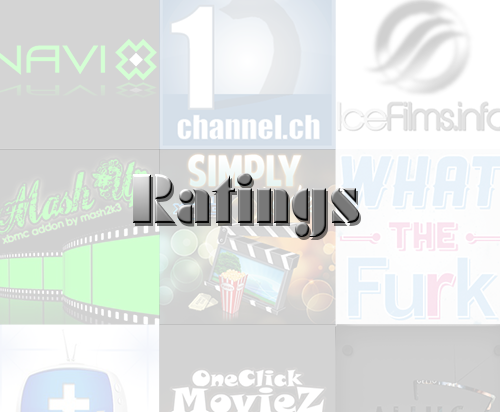 NAVI X
1
channel.ch
IceFilms.info
Mash Up
xbmc addon by mash2k3
SIMPLY
WHAT
THE
Furk
Ratings
OneClick
MovieZ